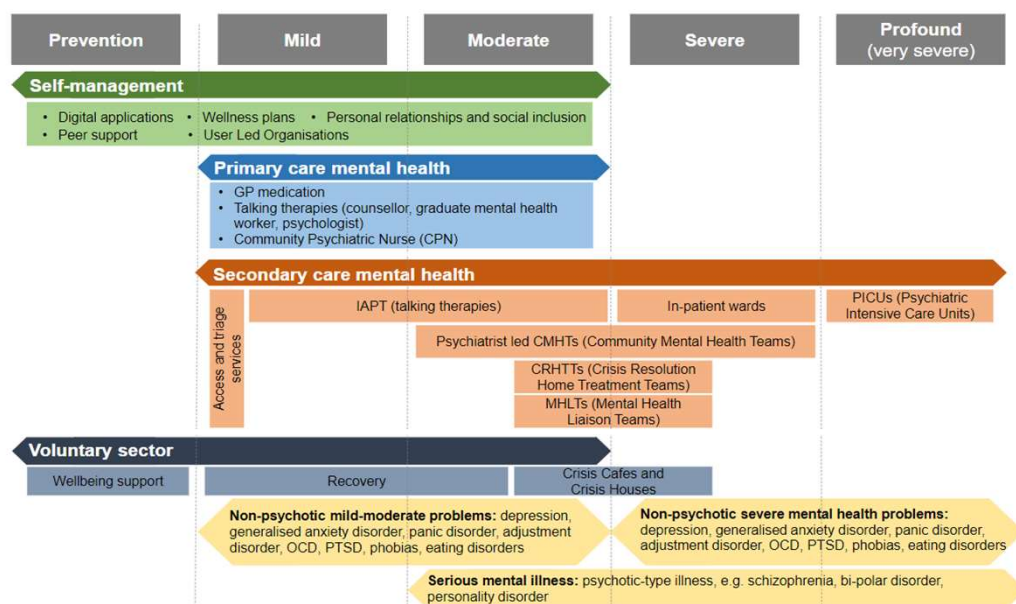 Prevention
Mild
Moderate
Severe
Profound
(very severe)
Self-management
• Digital applications • Wellness plans • Personal relationships and social inclusion
• Peer support • User Led Organisations
Primary care mental health
• GP medication
• Talking therapies (counsellor, graduate mental health
worker, psychologist)
• Community Psychiatric Nurse (CPN)
Secondary care mental health
Access and triage
services
IAPT (talking therapies)
In-patient wards
PICUs (Psychiatric
Intensive Care Units)
Psychiatrist led CMHTs (Community Mental Health Teams)
CRHTTs (Crisis Resolution
Home Treatment Teams)
MHLTs (Mental Health
Liaison Teams)
Voluntary sector
Wellbeing support
Recovery
Crisis Cafes and
Crisis Houses
Non-psychotic mild-moderate problems: depression,
generalised anxiety disorder, panic disorder, adjustment
disorder, OCD, PTSD, phobias, eating disorders
Non-psychotic severe mental health problems:
depression, generalised anxiety disorder, panic disorder,
adjustment disorder, OCD, PTSD, phobias, eating disorders
Serious mental illness: psychotic-type illness, e.g. schizophrenia, bi-polar disorder,
personality disorder